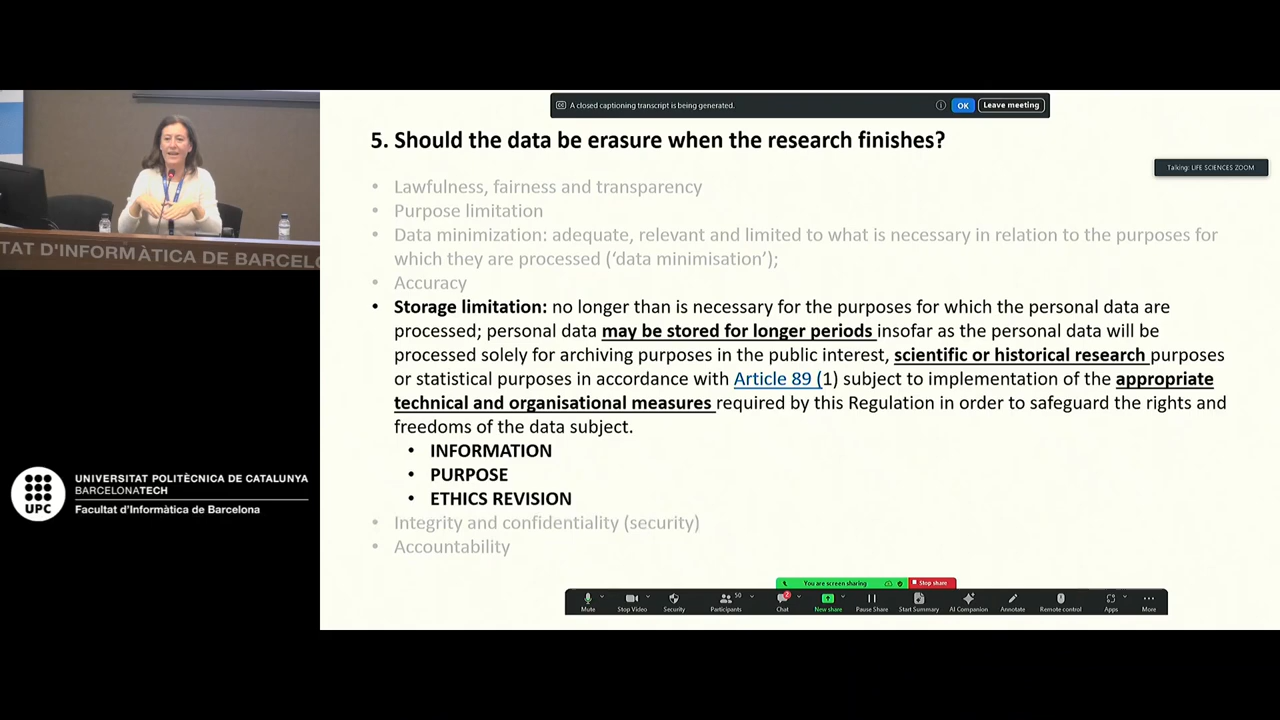 A closed captioning transcript is being generated.
OK
Leave meeting
5. Should the data be erasure when the research finishes?
Talking: LIFE SCIENCES ZOOM
• Lawfulness, fairness and transparency
• Purpose limitation
• Data minimization: adequate, relevant and limited to what is necessary in relation to the purposes for
which they are processed (‘data minimisation’);
• Accuracy
• Storage limitation: no longer than is necessary for the purposes for which the personal data are
processed; personal data may be stored for longer periods insofar as the personal data will be
processed solely for archiving purposes in the public interest, scientific or historical research purposes
or statistical purposes in accordance with Article 89 (1) subject to implementation of the appropriate
technical and organisational measures required by this Regulation in order to safeguard the rights and
freedoms of the data subject.
• INFORMATION
• PURPOSE
• ETHICS REVISION
• Integrity and confidentiality (security)
• Accountability
TAT D'INFORMÀTICA DE BARCEL
UPC
UNIVERSITAT POLITÈCNICA DE CATALUNYA
BARCELONATECH
Facultat d'Informàtica de Barcelona
You are screen sharing
Stop share
50
2
Mute
Stop Video
Security
Participants
Chat
New share
Pause Share
Start Summary
AI Companion
Annotate
Remote control
Apps
More